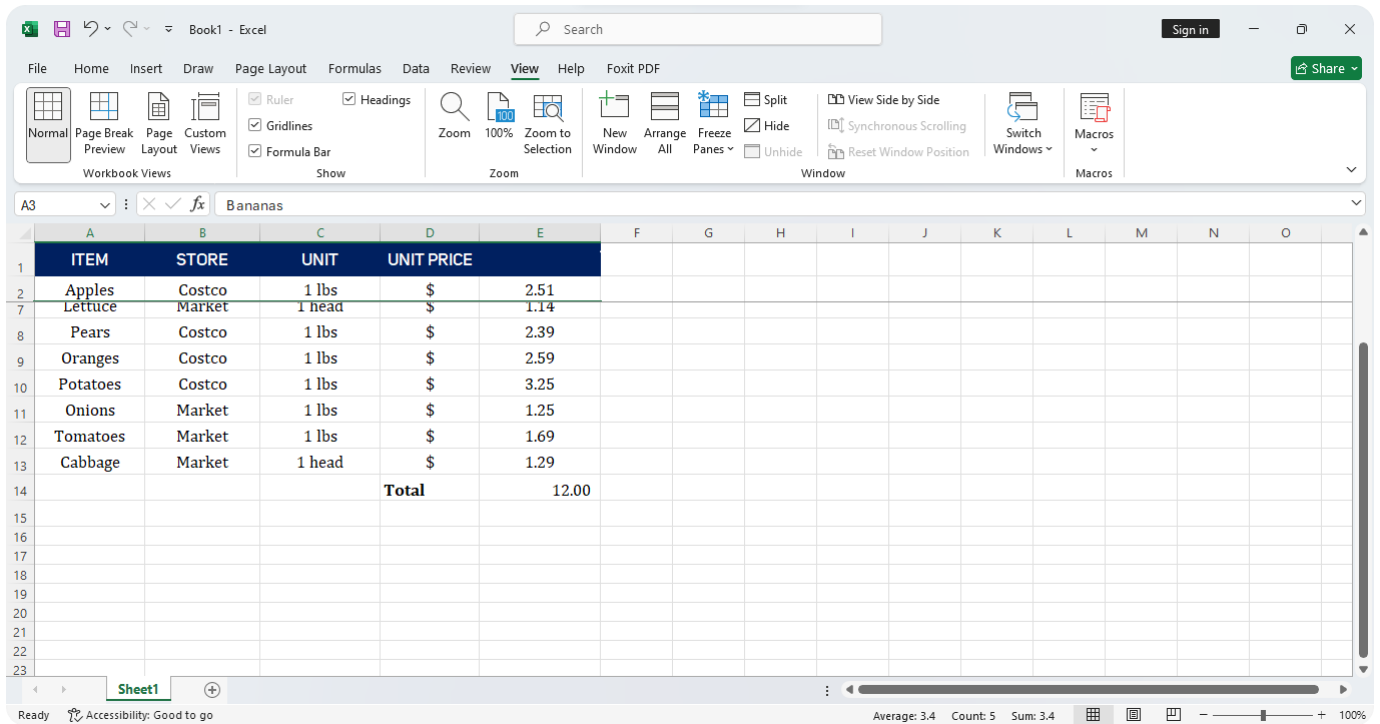 Book1 - Excel
Search
Sign in
File Home Insert Draw Page Layout Formulas Data Review View Help Foxit PDF
Share
Normal Page Break Preview Page Layout Custom Views
Ruler Headings
Gridlines
Formula Bar
Zoom 100% Zoom to Selection
New Window Arrange All Freeze Panes
Split
Hide
Unhide
View Side by Side
Synchronous Scrolling
Reset Window Position
Switch Windows
Macros
Workbook Views Show Zoom Window Macros
A3 fx Bananas
A B C D E F G H I J K L M N O
1 ITEM STORE UNIT UNIT PRICE
2 Apples Costco 1 lbs $ 2.51
7 Lettuce Market 1 head $ 1.14
8 Pears Costco 1 lbs $ 2.39
9 Oranges Costco 1 lbs $ 2.59
10 Potatoes Costco 1 lbs $ 3.25
11 Onions Market 1 lbs $ 1.25
12 Tomatoes Market 1 lbs $ 1.69
13 Cabbage Market 1 head $ 1.29
14 Total 12.00
15
16
17
18
19
20
21
22
23
Sheet1
Ready Accessibility: Good to go Average: 3.4 Count: 5 Sum: 3.4 100%